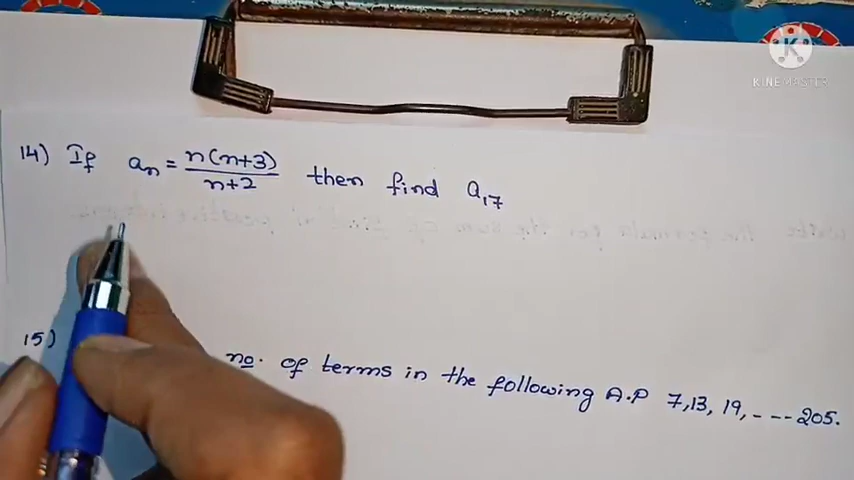 KINEMASTER
14) If aₙ = n(n+3)/n+2 then find a₁₇
15) no. of terms in the following A.P 7,13,19,----205.